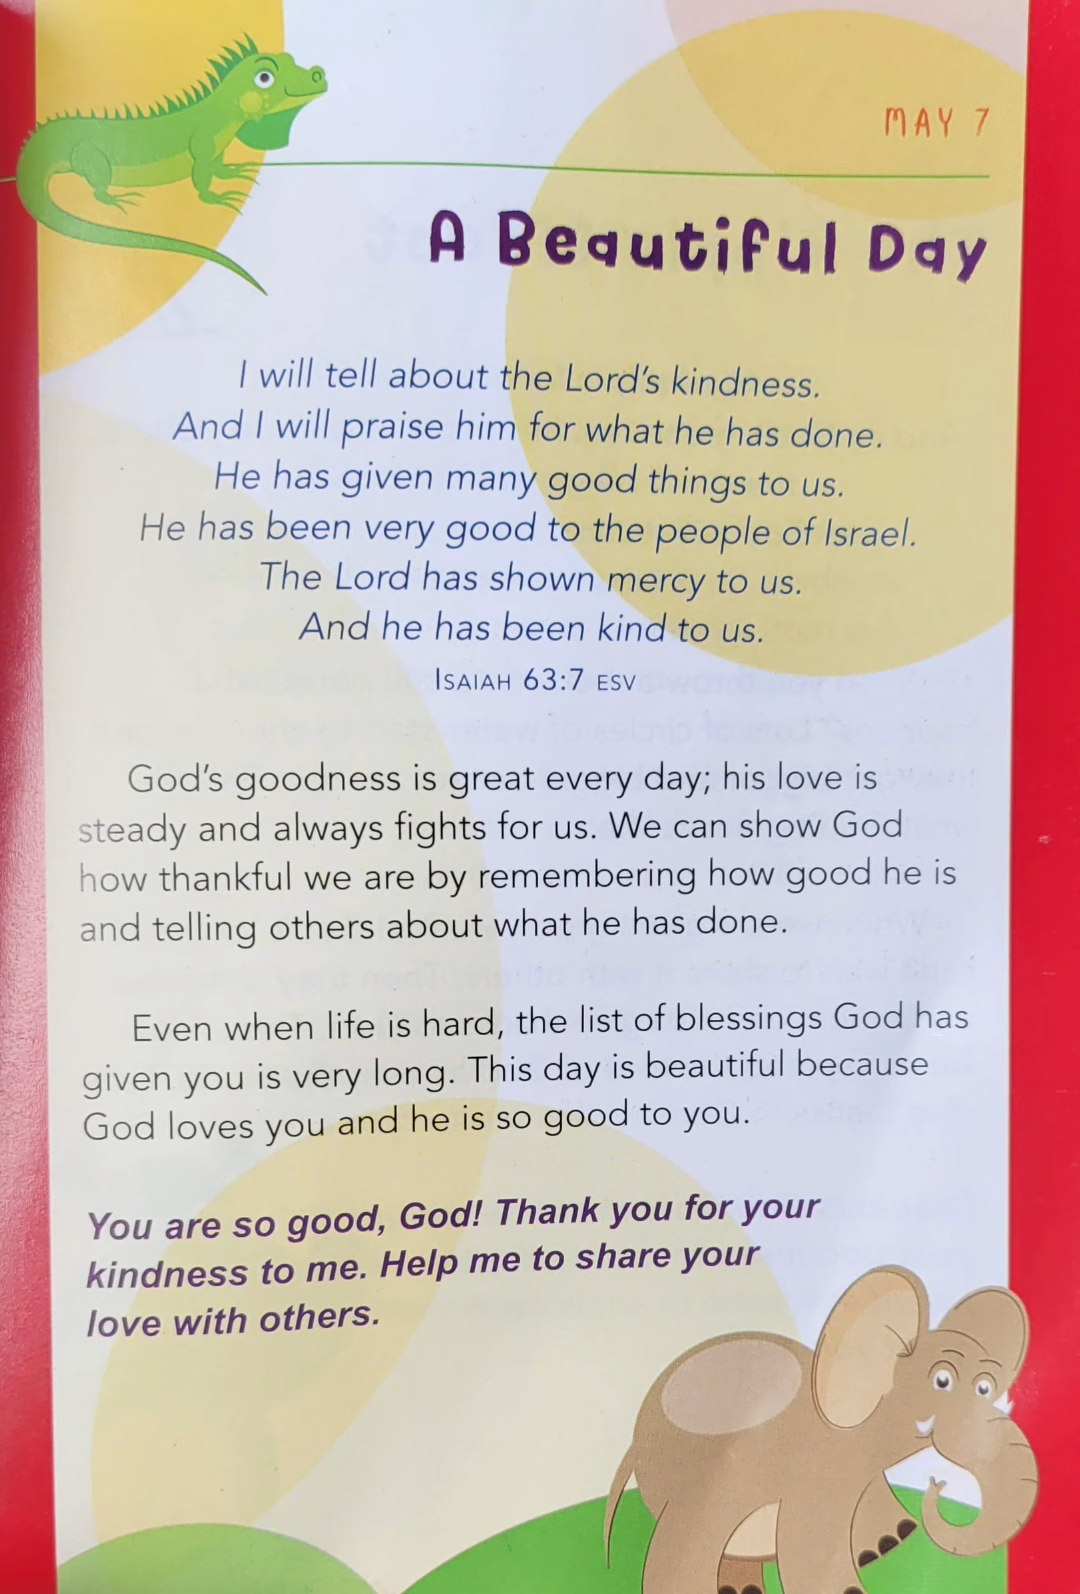 MAY 7
A Beautiful Day
I will tell about the Lord's kindness.
And I will praise him for what he has done.
He has given many good things to us.
He has been very good to the people of Israel.
The Lord has shown mercy to us.
And he has been kind to us.
ISAIAH 63:7 ESV
God's goodness is great every day; his love is
steady and always fights for us. We can show God
how thankful we are by remembering how good he is
and telling others about what he has done.
Even when life is hard, the list of blessings God has
given you is very long. This day is beautiful because
God loves you and he is so good to you.
You are so good, God! Thank you for your
kindness to me. Help me to share your
love with others.